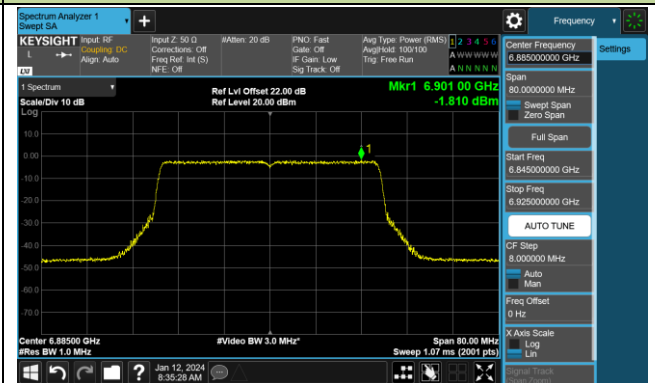 Spectrum Analyzer 1
Swept SA
Frequency
KEYSIGHT
L
LXI
Input: RF
Coupling: DC
Align: Auto
Input Z: 50 Ω
Corrections: Off
Freq Ref: Int (S)
NFE: Off
#Atten: 20 dB
PNO: Fast
Gate: Off
IF Gain: Low
Sig Track: Off
Avg Type: Power (RMS)
Avg|Hold: 100/100
Trig: Free Run
1 2 3 4 5 6
A W W W W W
A N N N N N
1 Spectrum
Scale/Div 10 dB
Log
Ref Lvl Offset 22.00 dB
Ref Level 20.00 dBm
Mkr1 6.901 00 GHz
-1.810 dBm
10.0
0.00
-10.0
-20.0
-30.0
-40.0
-50.0
-60.0
-70.0
1
Center 6.88500 GHz
#Res BW 1.0 MHz
#Video BW 3.0 MHz*
Span 80.00 MHz
Sweep 1.07 ms (2001 pts)
Jan 12, 2024
8:35:28 AM
Center Frequency
6.885000000 GHz
Span
80.0000000 MHz
Swept Span
Zero Span
Full Span
Start Freq
6.845000000 GHz
Stop Freq
6.925000000 GHz
AUTO TUNE
CF Step
8.000000 MHz
Auto
Man
Freq Offset
0 Hz
X Axis Scale
Log
Lin
Signal Track
(Span Zoom)
Settings